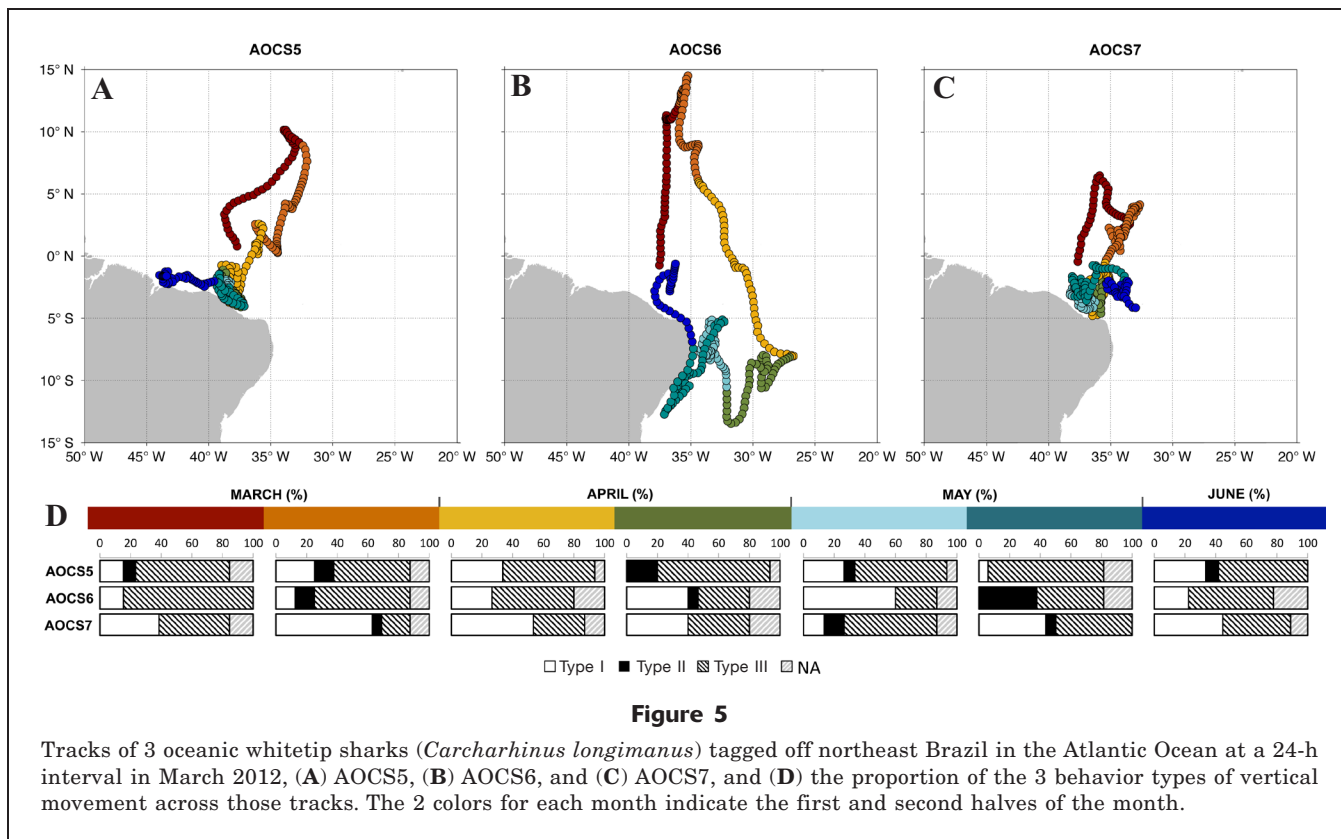 AOCS5 AOCS6 AOCS7
A B C
15° N
10° N
5° N
0° N
5° S
10° S
15° S
50° W 40° W 35° W 30° W 25° W 20° W 50° W 40° W 35° W 30° W 25° W 20° W 50° W 40° W 35° W 30° W 25° W 20° W
MARCH (%) APRIL (%) MAY (%) JUNE (%)
D
0 20 40 60 80 100 0 20 40 60 80 100 0 20 40 60 80 100 0 20 40 60 80 100 0 20 40 60 80 100 0 20 40 60 80 100 0 20 40 60 80 100
AOCS5
AOCS6
AOCS7
Type I Type II Type III NA
Figure 5
Tracks of 3 oceanic whitetip sharks (Carcharhinus longimanus) tagged off northeast Brazil in the Atlantic Ocean at a 24-h
interval in March 2012, (A) AOCS5, (B) AOCS6, and (C) AOCS7, and (D) the proportion of the 3 behavior types of vertical
movement across those tracks. The 2 colors for each month indicate the first and second halves of the month.